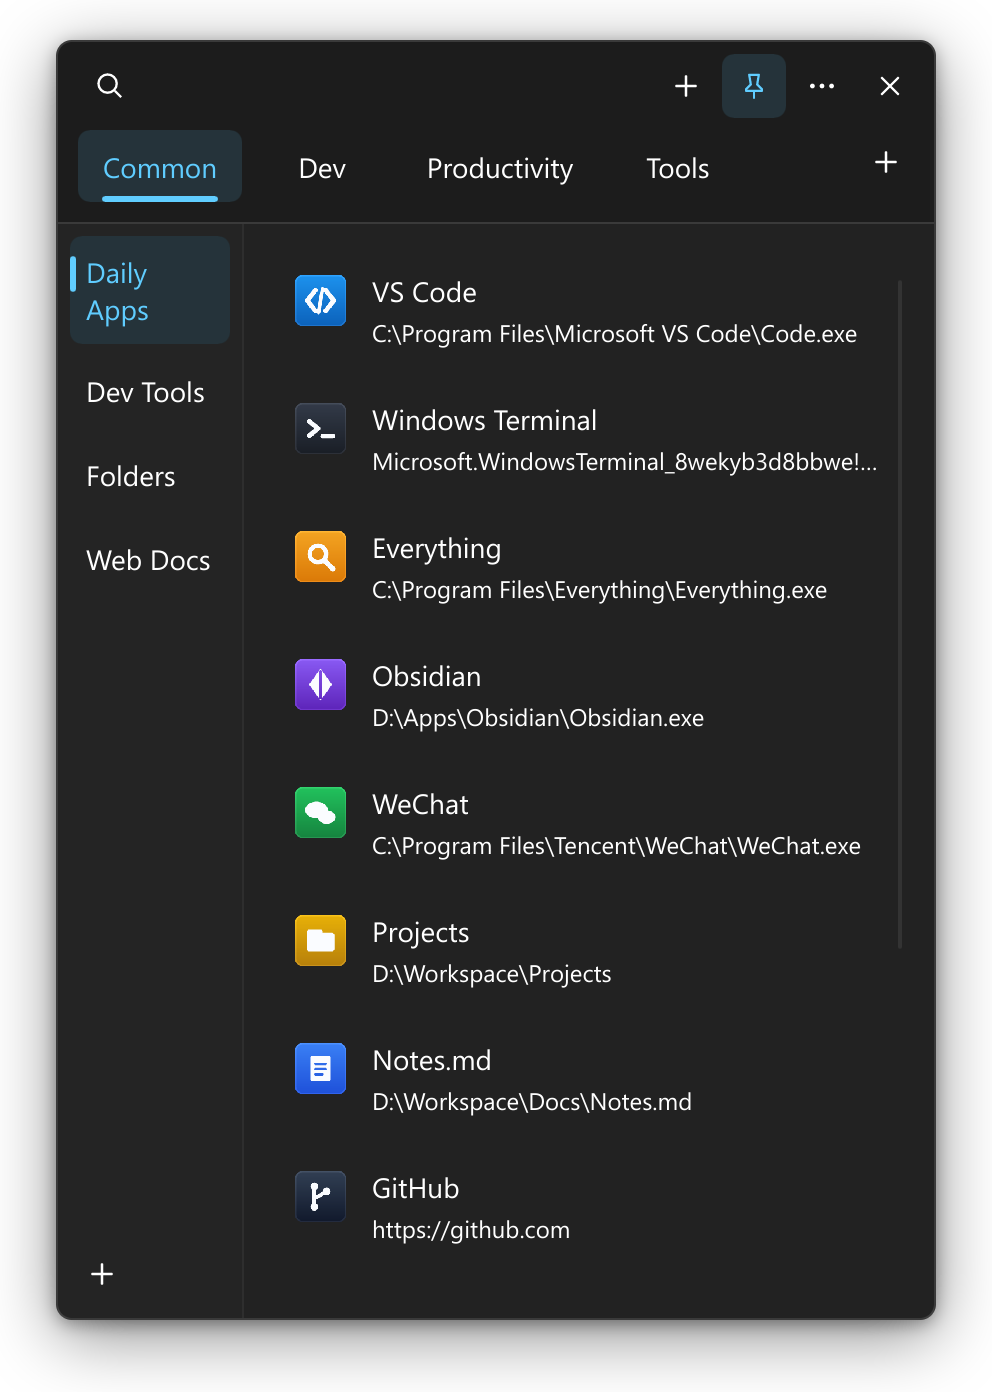 Common
Dev
Productivity
Tools
Daily
Apps
Dev Tools
Folders
Web Docs
VS Code
C:\Program Files\Microsoft VS Code\Code.exe
Windows Terminal
Microsoft.WindowsTerminal_8wekyb3d8bbwe!...
Everything
C:\Program Files\Everything\Everything.exe
Obsidian
D:\Apps\Obsidian\Obsidian.exe
WeChat
C:\Program Files\Tencent\WeChat\WeChat.exe
Projects
D:\Workspace\Projects
Notes.md
D:\Workspace\Docs\Notes.md
GitHub
https://github.com